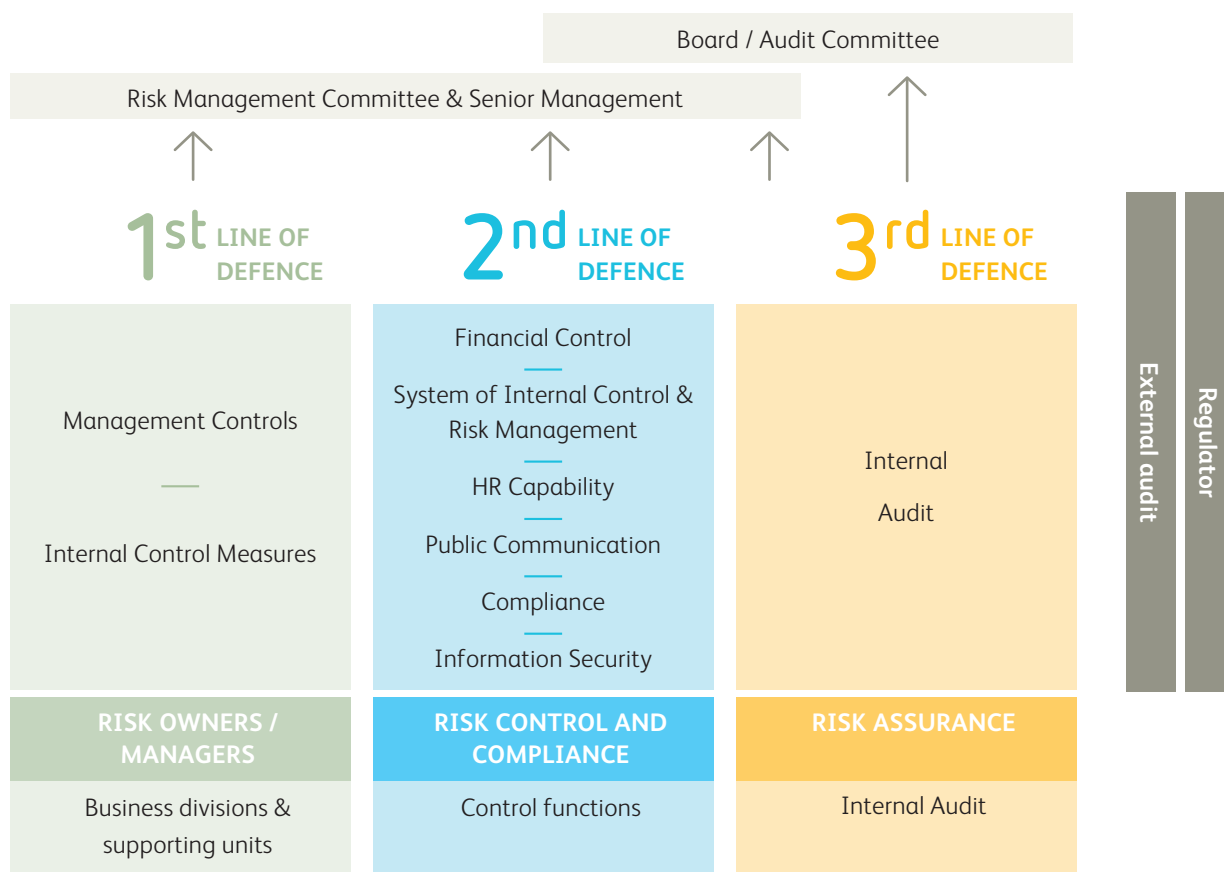 Board / Audit Committee
Risk Management Committee & Senior Management
1st LINE OF
DEFENCE
2nd LINE OF
DEFENCE
3rd LINE OF
DEFENCE
Management Controls
Internal Control Measures
Financial Control
System of Internal Control &
Risk Management
HR Capability
Public Communication
Compliance
Information Security
Internal
Audit
External audit
Regulator
RISK OWNERS /
MANAGERS
RISK CONTROL AND
COMPLIANCE
RISK ASSURANCE
Business divisions &
supporting units
Control functions
Internal Audit